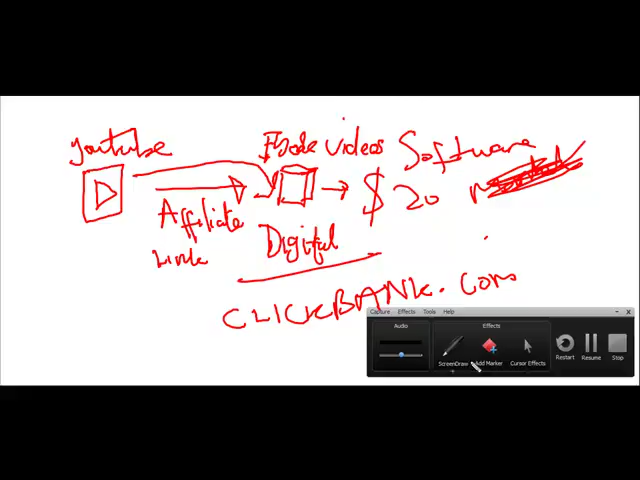 youtube
videos Software
$ 20
Affiliate
Link
Digital
CLICKBANK.com
Capture Effects Tools Help
Audio
Effects
ScreenDraw Add Marker Cursor Effects
Restart Resume Stop